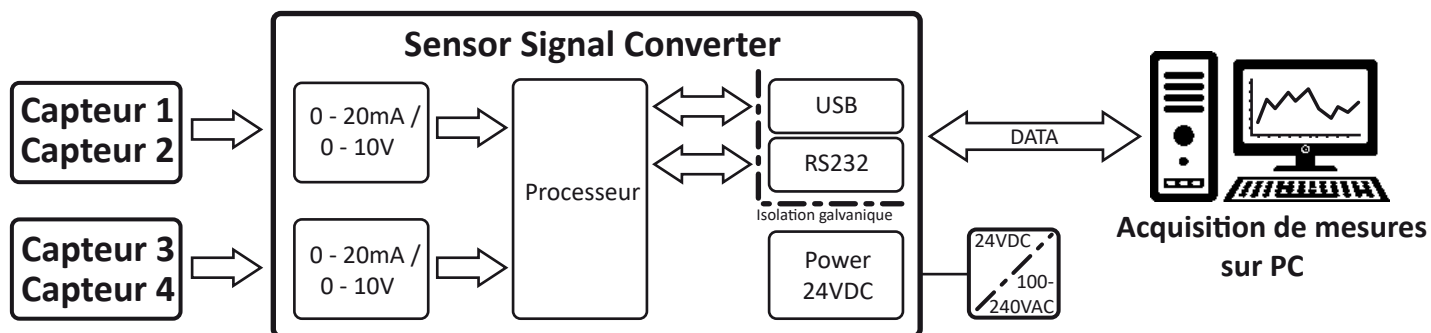 Sensor Signal Converter
Capteur 1
Capteur 2
0 - 20mA /
0 - 10V
Capteur 3
Capteur 4
0 - 20mA /
0 - 10V
Processeur
USB
RS232
Isolation galvanique
Power
24VDC
24VDC
100-
240VAC
DATA
Acquisition de mesures
sur PC